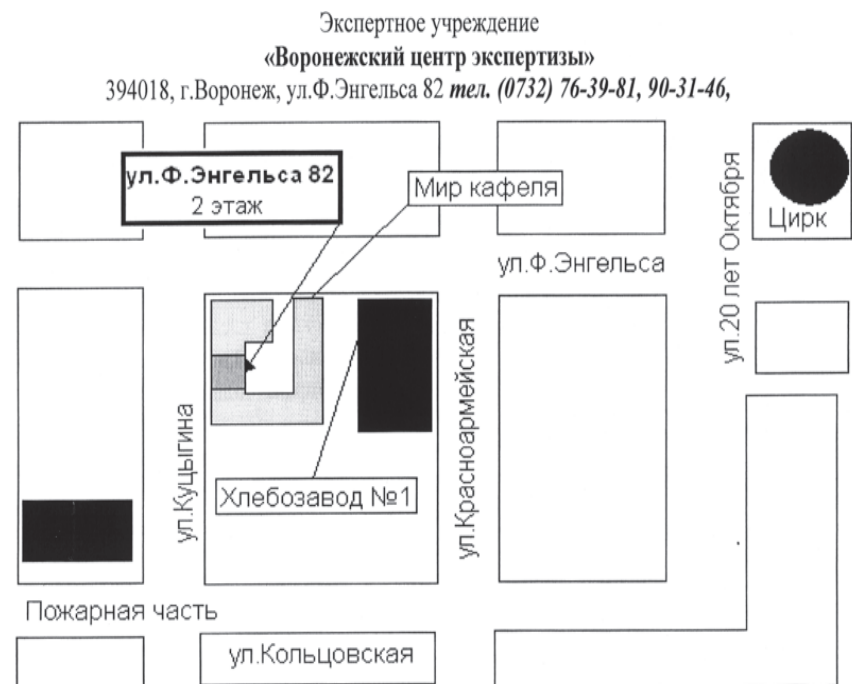 Экспертное учреждение
«Воронежский центр экспертизы»
394018, г.Воронеж, ул.Ф.Энгельса 82 тел. (0732) 76-39-81, 90-31-46,
ул.Ф.Энгельса 82
2 этаж
Мир кафеля
ул.20 лет Октября
Цирк
ул.Ф.Энгельса
ул.Куцыгина
ул.Красноармейская
Хлебозавод №1
Пожарная часть
ул.Кольцовская